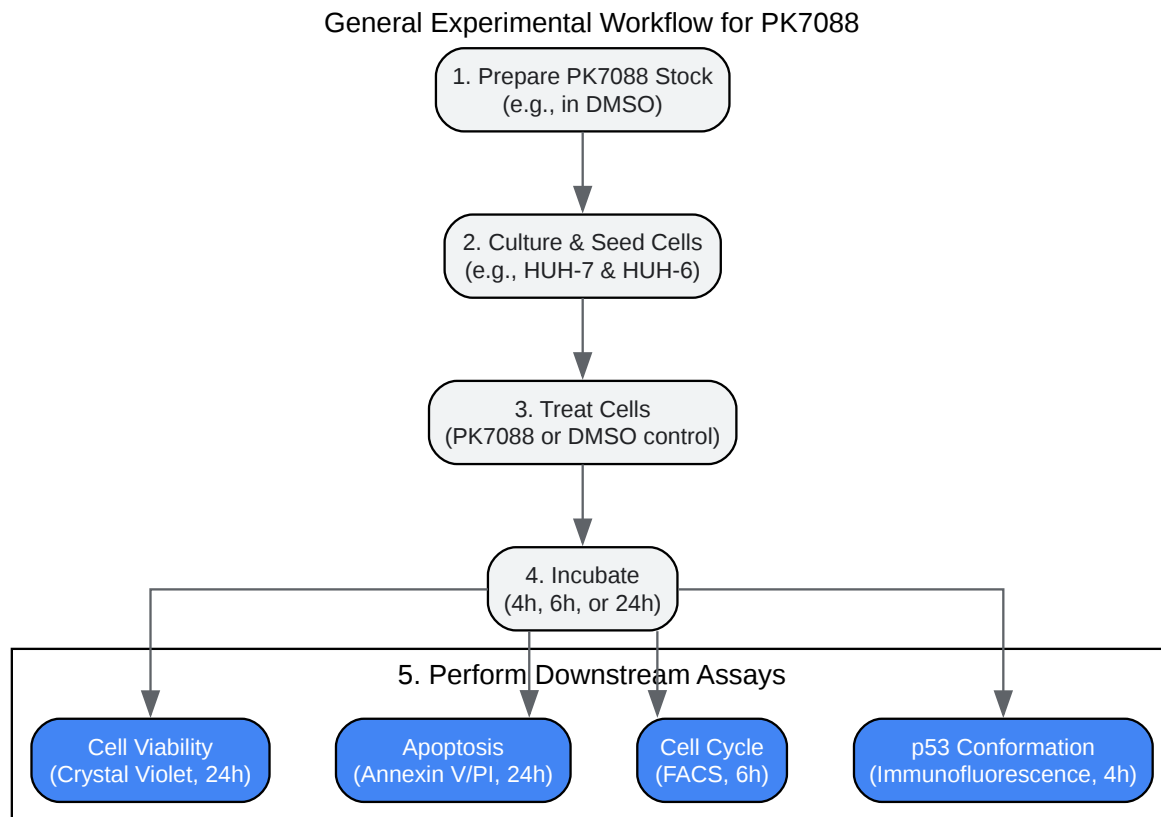 General Experimental Workflow for PK7088
1. Prepare PK7088 Stock
(e.g., in DMSO)
2. Culture & Seed Cells
(e.g., HUH-7 & HUH-6)
3. Treat Cells
(PK7088 or DMSO control)
4. Incubate
(4h, 6h, or 24h)
5. Perform Downstream Assays
Cell Viability
(Crystal Violet, 24h)
Apoptosis
(Annexin V/PI, 24h)
Cell Cycle
(FACS, 6h)
p53 Conformation
(Immunofluorescence, 4h)